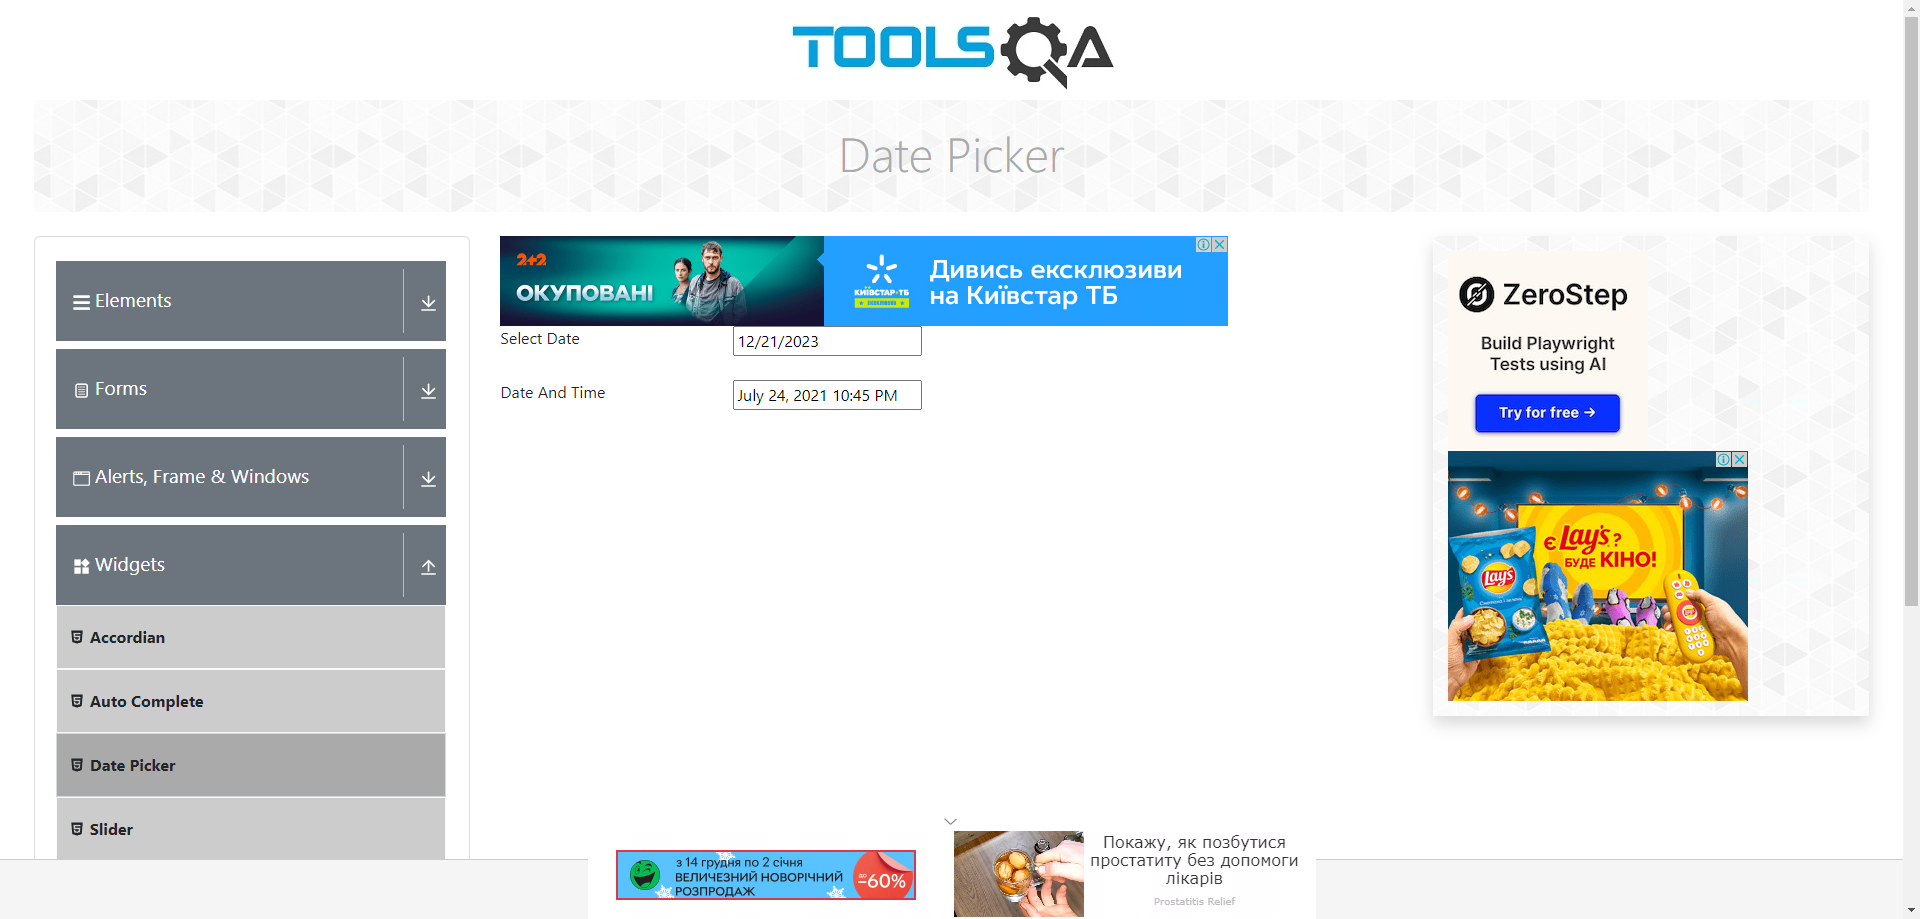 TOOLSQA
Date Picker
Elements
Forms
Alerts, Frame & Windows
Widgets
Accordian
Auto Complete
Date Picker
Slider
2+2
ОКУПОВАНІ
КИЇВСТАР·ТБ
Дивись ексклюзиви
на Київстар ТБ
Select Date
12/21/2023
Date And Time
July 24, 2021 10:45 PM
ZeroStep
Build Playwright
Tests using AI
Try for free →
Є Lay's?
БУДЕ КІНО!
Lay's
з 14 грудня по 2 січня
ВЕЛИЧЕЗНИЙ НОВОРІЧНИЙ
РОЗПРОДАЖ
до
-60%
Покажу, як позбутися
простатиту без допомоги
лікарів
Prostatitis Relief